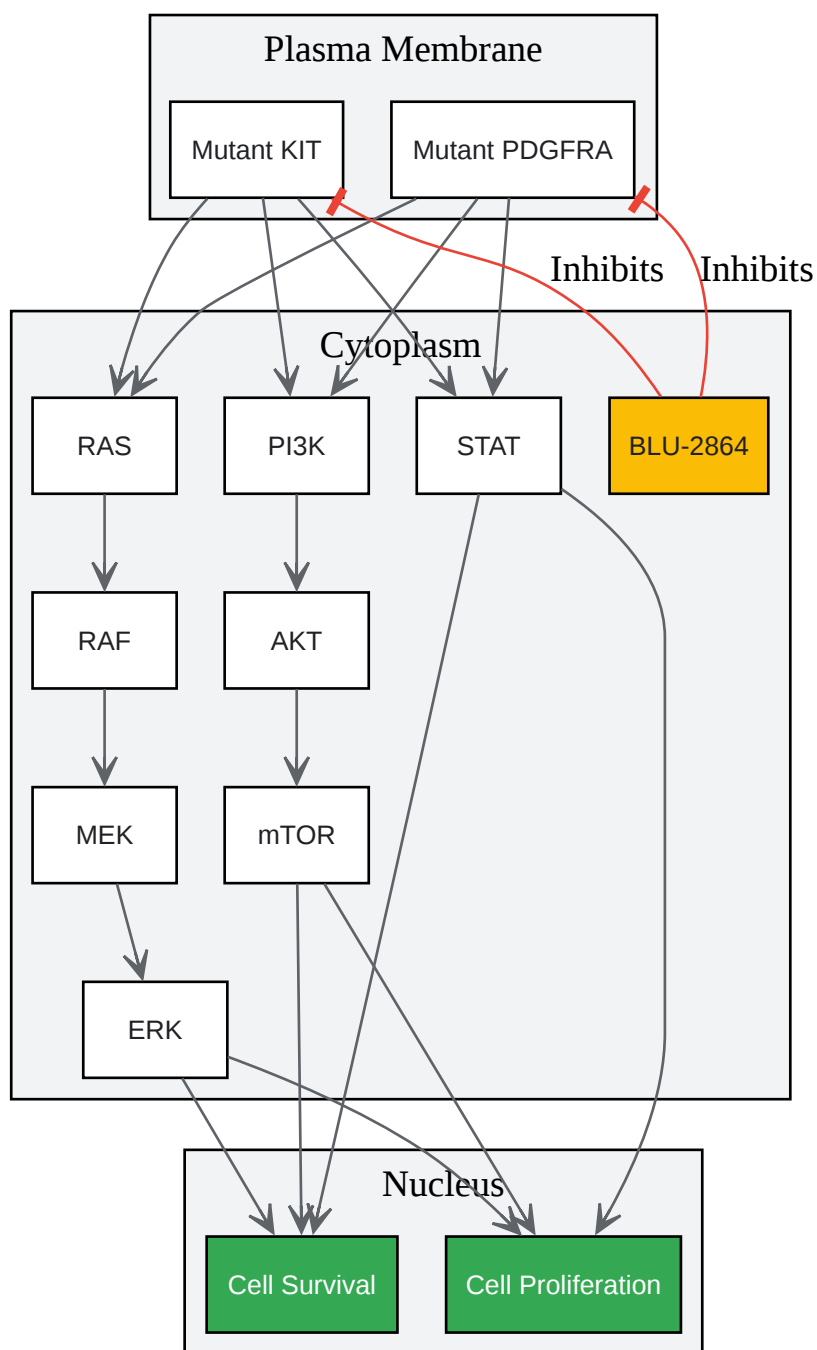 Plasma Membrane
Mutant KIT
Mutant PDGFRA
Inhibits
Inhibits
Cytoplasm
RAS
PI3K
STAT
BLU-2864
RAF
AKT
MEK
mTOR
ERK
Nucleus
Cell Survival
Cell Proliferation